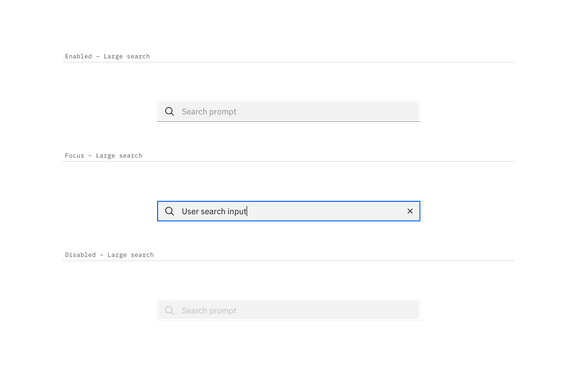 Enabled – Large search
Search prompt
Focus – Large search
User search input
Disabled – Large search
Search prompt